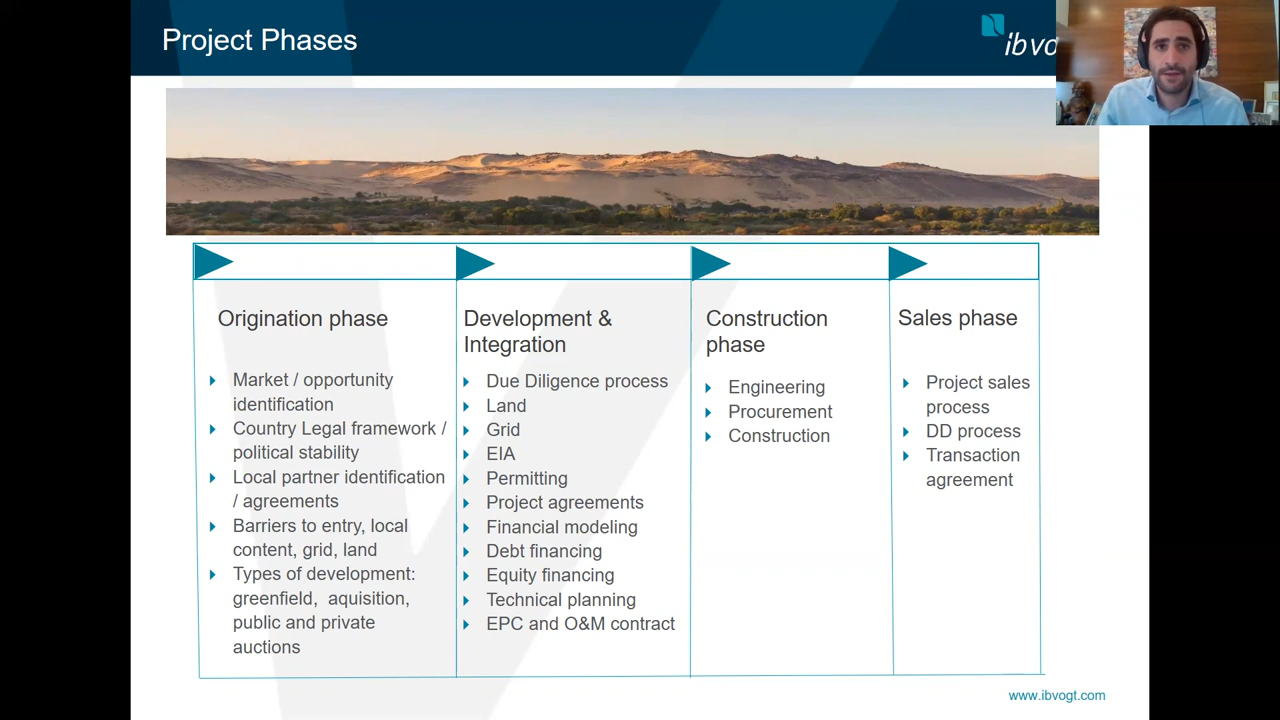 Project Phases
ib vo
Origination phase
Market / opportunity
identification
Country Legal framework /
political stability
Local partner identification
/ agreements
Barriers to entry, local
content, grid, land
Types of development:
greenfield, aquisition,
public and private
auctions
Development &
Integration
Due Diligence process
Land
Grid
EIA
Permitting
Project agreements
Financial modeling
Debt financing
Equity financing
Technical planning
EPC and O&M contract
Construction
phase
Engineering
Procurement
Construction
Sales phase
Project sales
process
DD process
Transaction
agreement
www.ibvogt.com